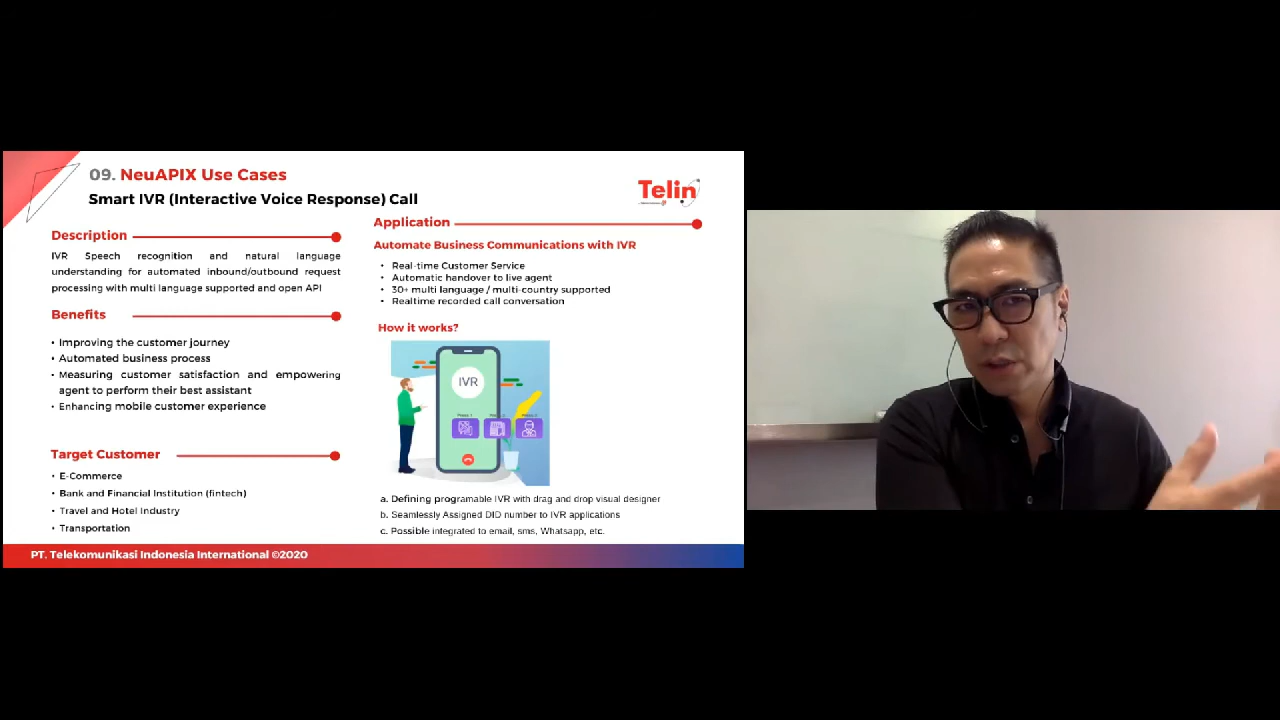 09. NeuAPIX Use Cases
Smart IVR (Interactive Voice Response) Call
Telin
Description
IVR Speech recognition and natural language
understanding for automated inbound/outbound request
processing with multi language supported and open API
Benefits
• Improving the customer journey
• Automated business process
• Measuring customer satisfaction and empowering
agent to perform their best assistant
• Enhancing mobile customer experience
Target Customer
• E-Commerce
• Bank and Financial Institution (fintech)
• Travel and Hotel Industry
• Transportation
Application
Automate Business Communications with IVR
• Real-time Customer Service
• Automatic handover to live agent
• 30+ multi language / multi-country supported
• Realtime recorded call conversation
How it works?
IVR
a. Defining programable IVR with drag and drop visual designer
b. Seamlessly Assigned DID number to IVR applications
c. Possible integrated to email, sms, Whatsapp, etc.
PT. Telekomunikasi Indonesia International ©2020